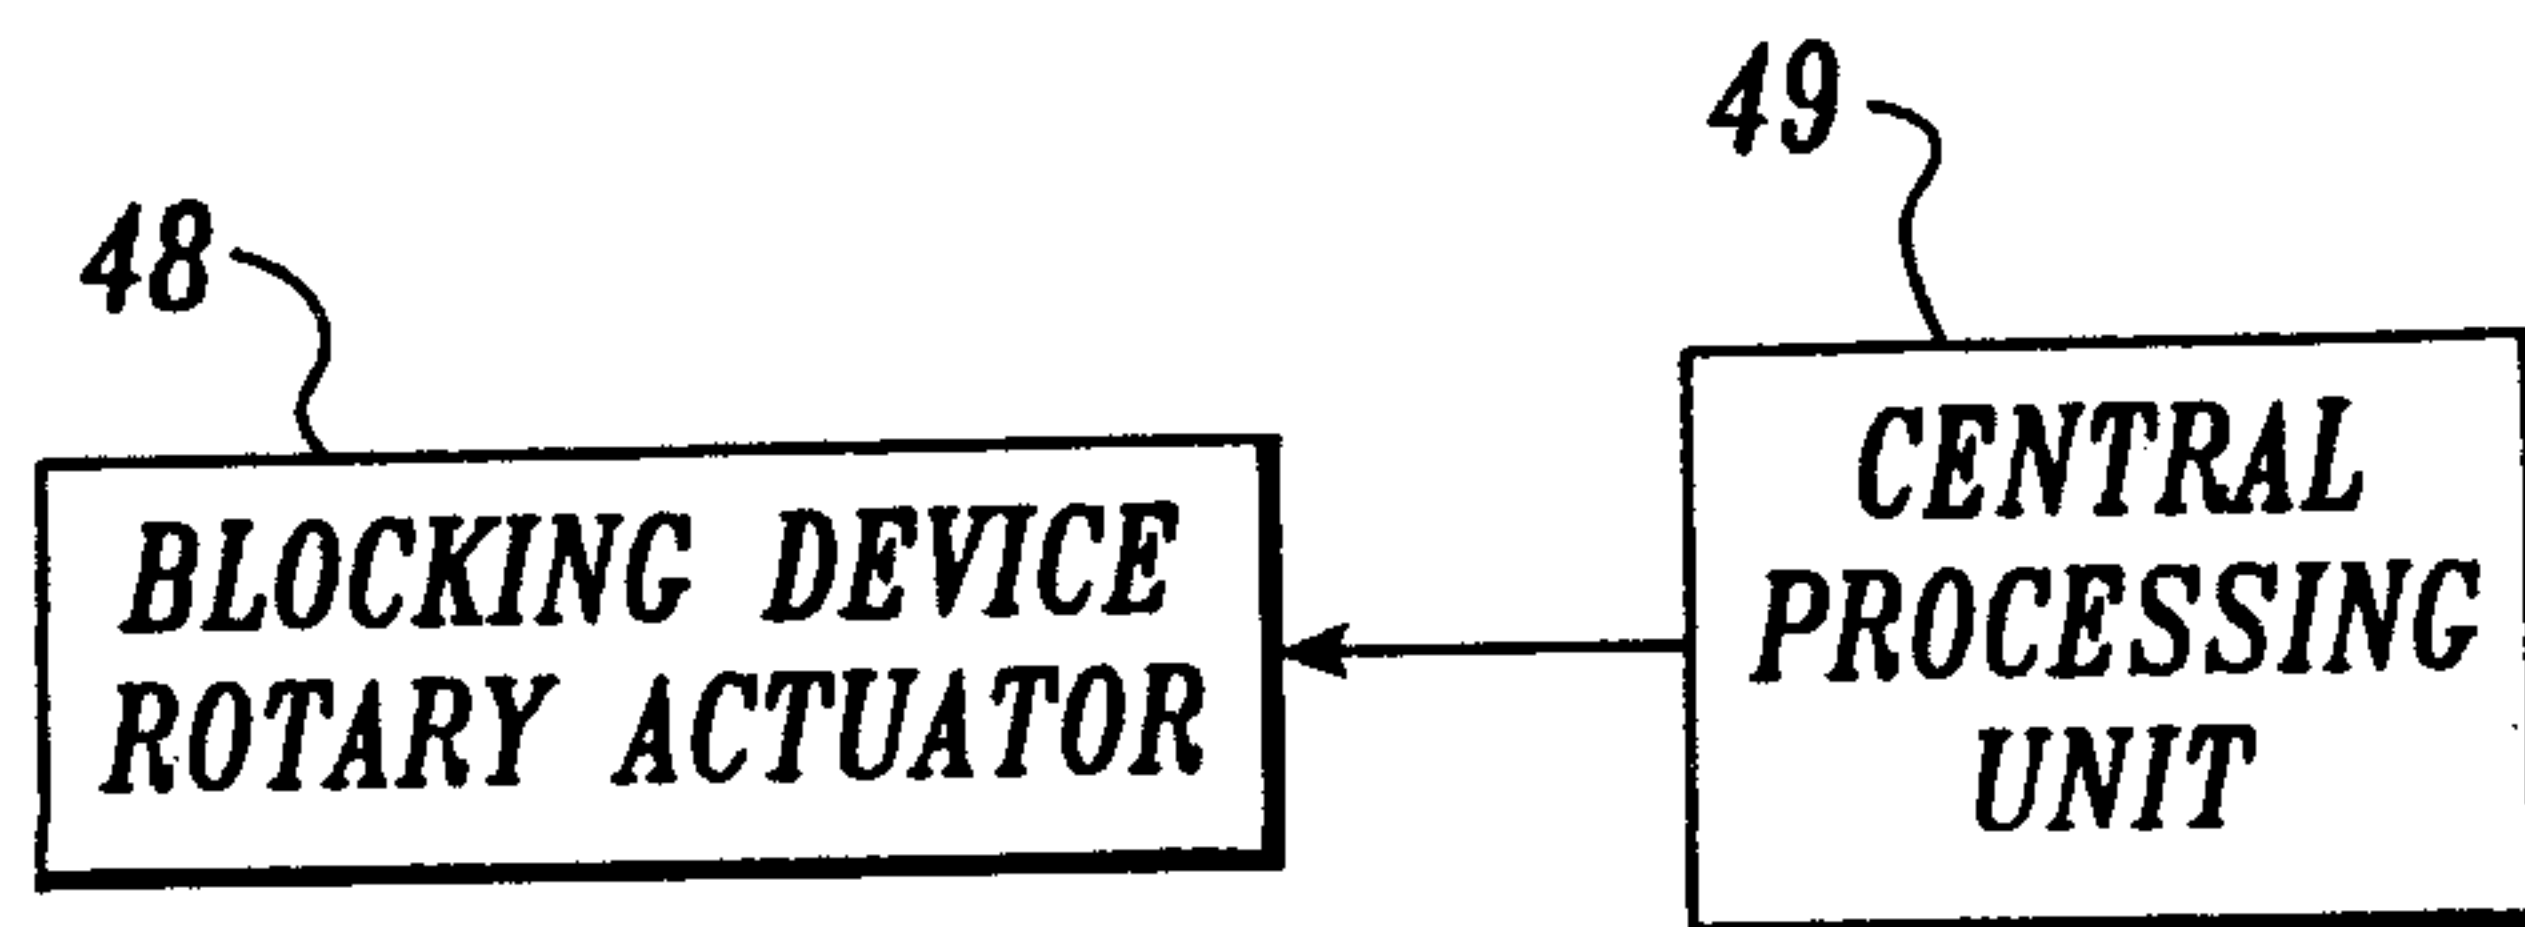 48
BLOCKING DEVICE
ROTARY ACTUATOR
49
CENTRAL
PROCESSING
UNIT